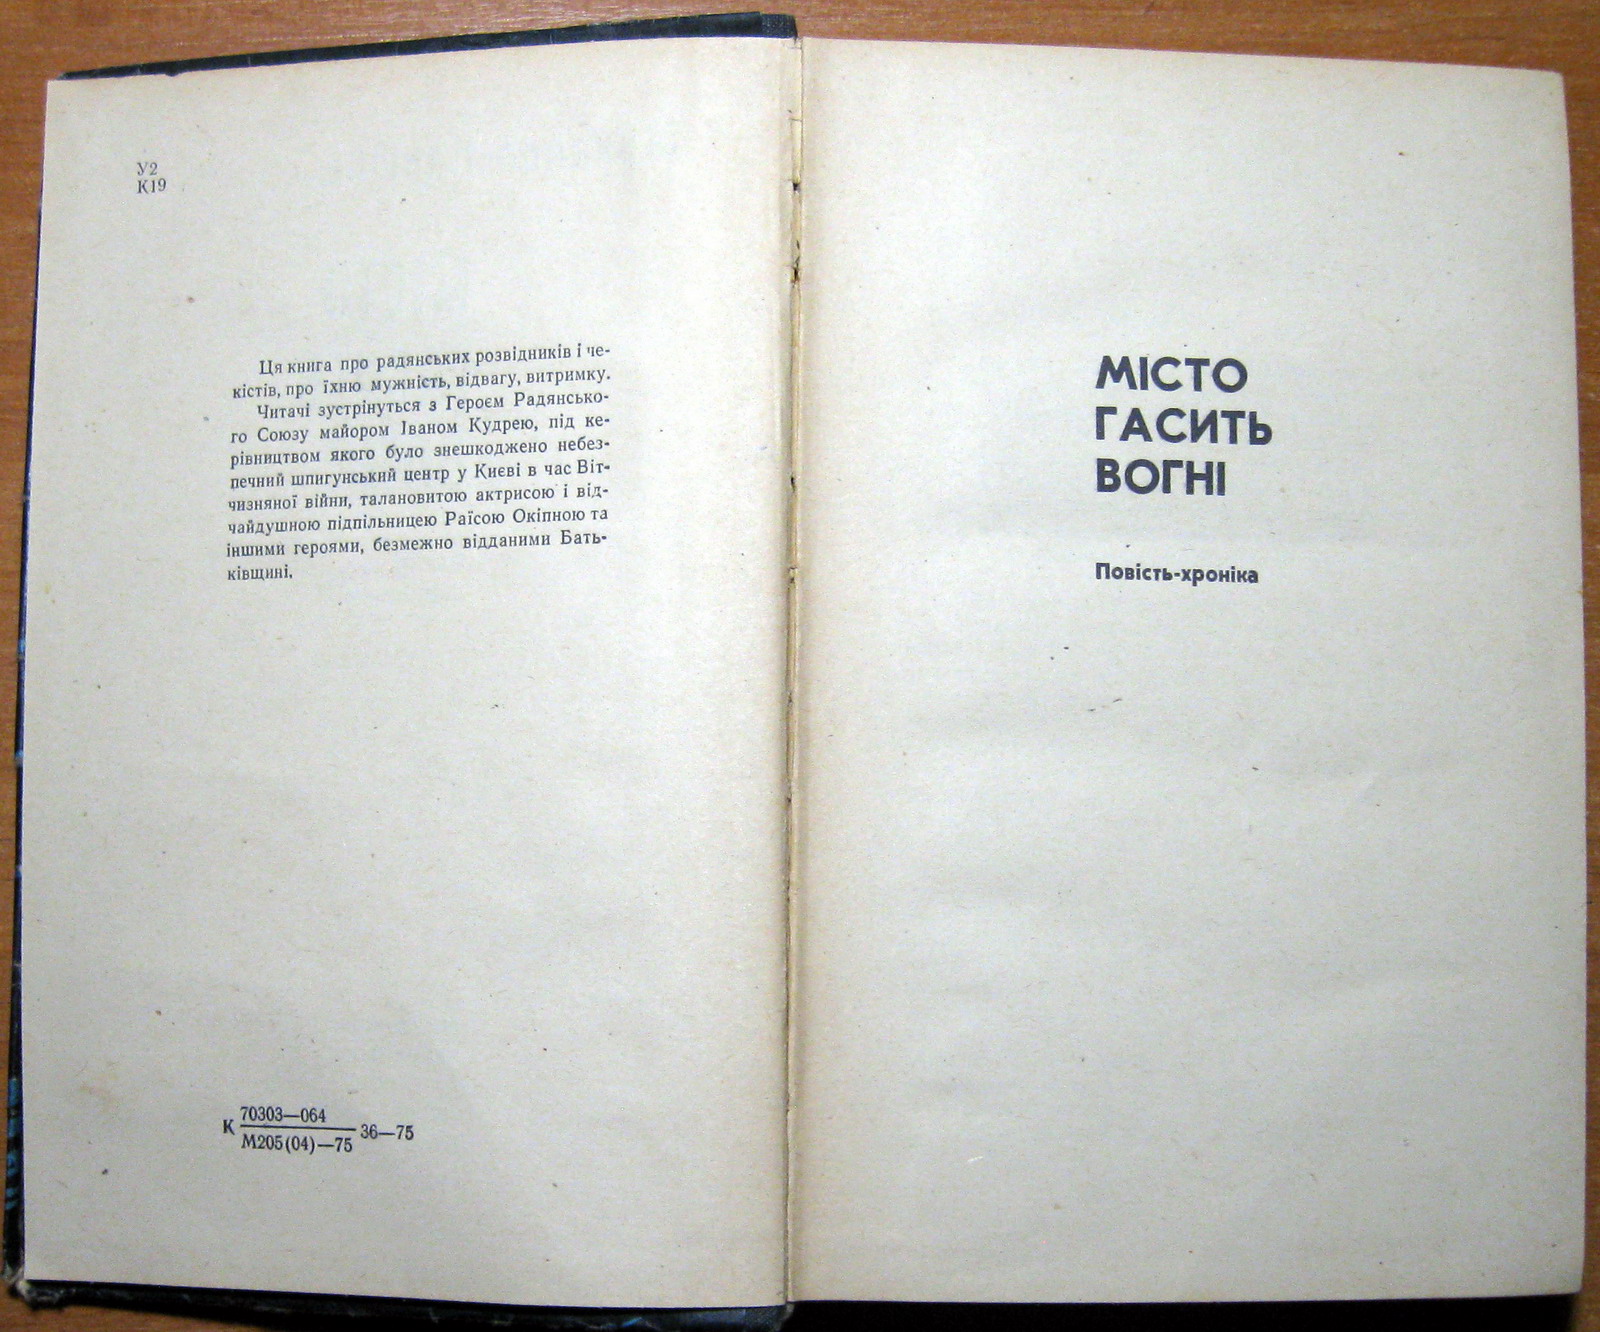 У2
К19
Ця книга про радянських розвідників і че-
кістів, про їхню мужність, відвагу, витримку.
Читачі зустрінуться з Героєм Радянсько-
го Союзу майором Іваном Кудрею, під ке-
рівництвом якого було знешкоджено небез-
печний шпигунський центр у Києві в час Віт-
чизняної війни, талановитою актрисою і від-
чайдушною підпільницею Раїсою Окіпною та
іншими героями, безмежно відданими Бать-
ківщині.
К 70303—064
М205(04)—75 36—75
МІСТО
ГАСИТЬ
ВОГНІ
Повість-хроніка